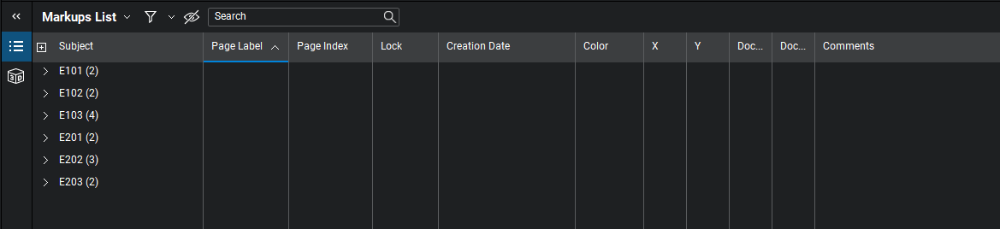 Markups List
Search
Subject Page Label Page Index Lock Creation Date Color X Y Doc... Doc... Comments
E101 (2)
3D
E102 (2)
E103 (4)
E201 (2)
E202 (3)
E203 (2)